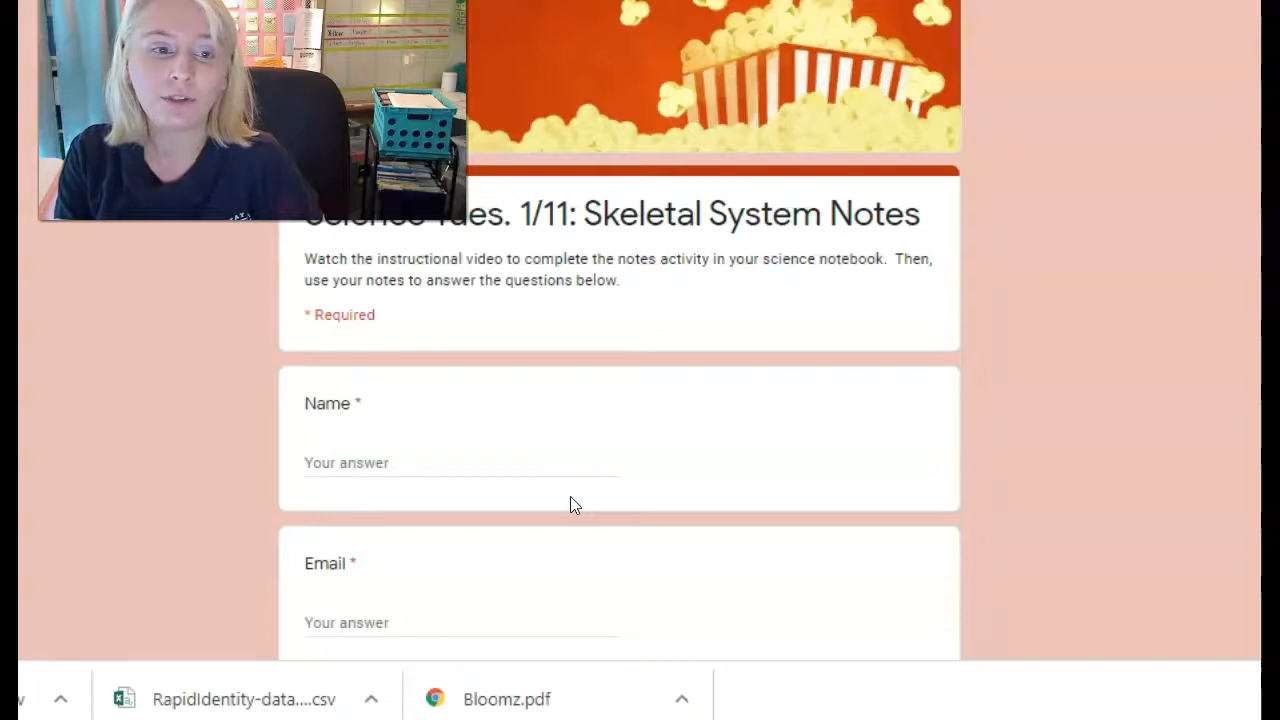 Tues. 1/11: Skeletal System Notes
Watch the instructional video to complete the notes activity in your science notebook. Then,
use your notes to answer the questions below.
* Required
Name *
Your answer
Email *
Your answer
RapidIdentity-data....csv
Bloomz.pdf